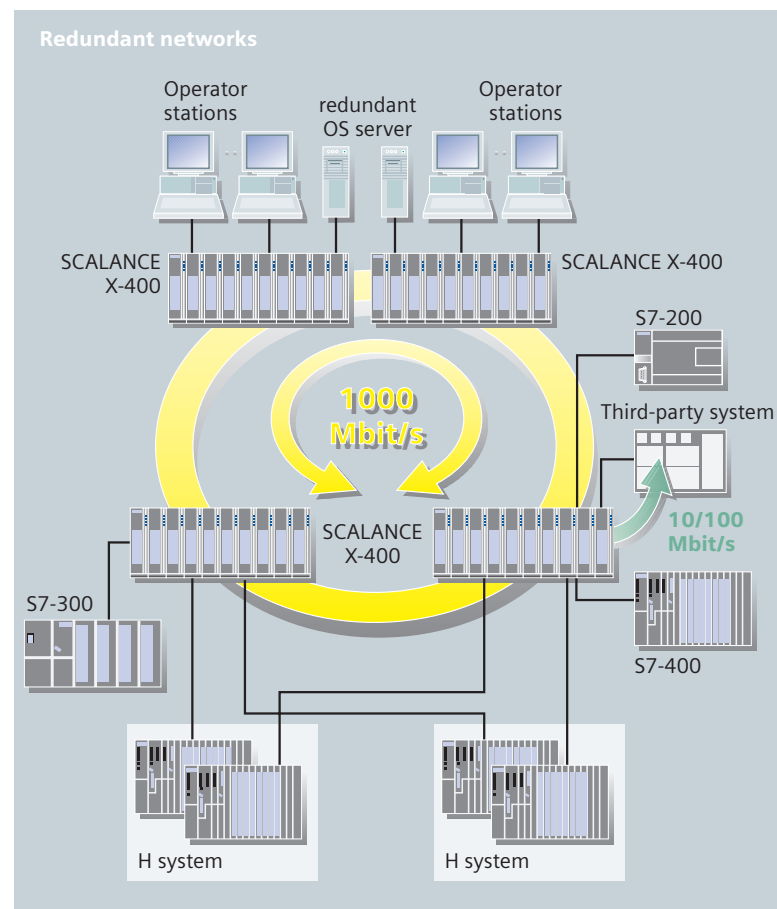 Redundant networks
Operator
stations
redundant
OS server
Operator
stations
SCALANCE
X-400
SCALANCE X-400
S7-200
1000
Mbit/s
Third-party system
SCALANCE
X-400
10/100
Mbit/s
S7-300
S7-400
H system
H system